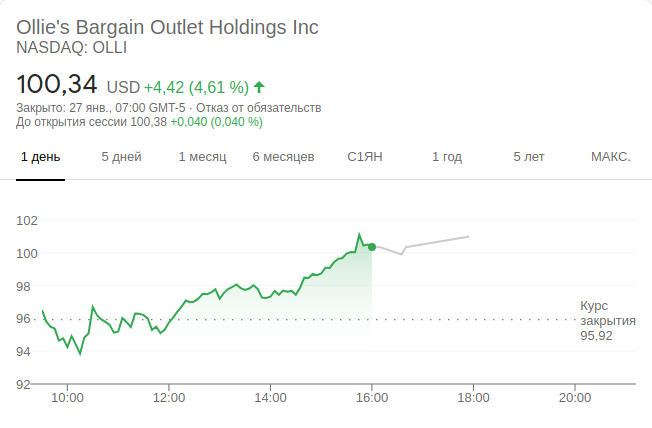 Ollie's Bargain Outlet Holdings Inc
NASDAQ: OLLI
100,34 USD +4,42 (4,61 %)
Закрыто: 27 янв., 07:00 GMT-5 · Отказ от обязательств
До открытия сессии 100,38 +0,040 (0,040 %)
1 день 5 дней 1 месяц 6 месяцев С1ЯН 1 год 5 лет МАКС.
102
100
98
96
94
92
Курс
закрытия
95,92
10:00 12:00 14:00 16:00 18:00 20:00